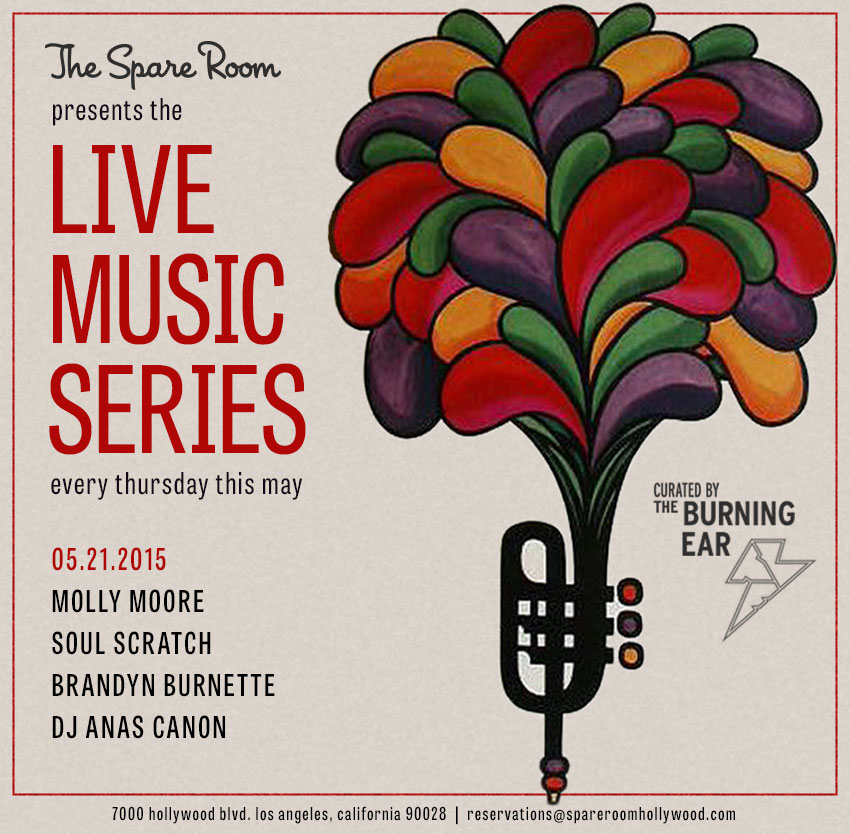 The Spare Room
presents the
LIVE
MUSIC
SERIES
every thursday this may
CURATED BY
THE BURNING
EAR
05.21.2015
MOLLY MOORE
SOUL SCRATCH
BRANDYN BURNETTE
DJ ANAS CANON
7000 hollywood blvd. los angeles, california 90028 | reservations@spareroomhollywood.com